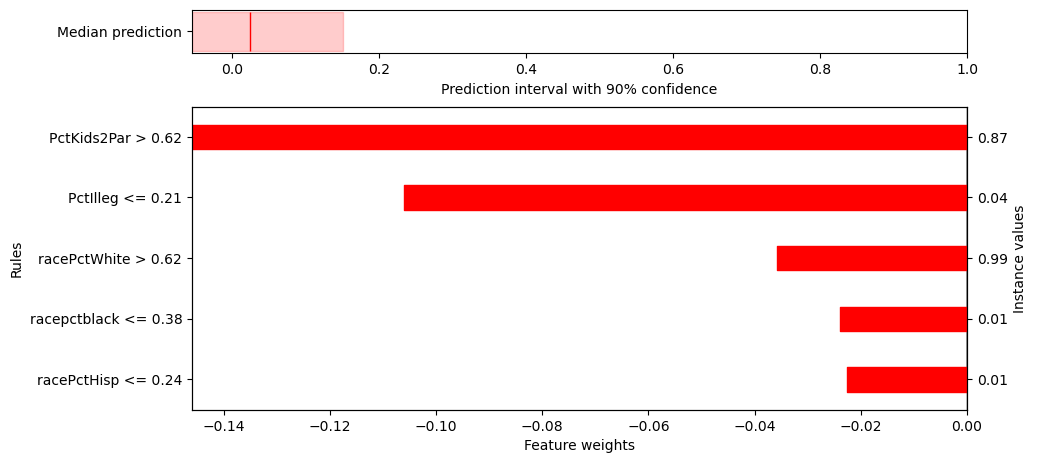 Median prediction
0.0 0.2 0.4 0.6 0.8 1.0
Prediction interval with 90% confidence
Rules
PctKids2Par > 0.62 0.87
PctIlleg <= 0.21 0.04
racePctWhite > 0.62 0.99
racepctblack <= 0.38 0.01
racePctHisp <= 0.24 0.01
Instance values
−0.14 −0.12 −0.10 −0.08 −0.06 −0.04 −0.02 0.00
Feature weights